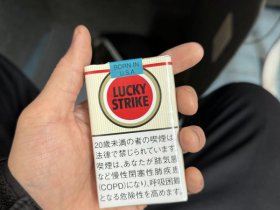 BORN IN
U.S.A.
LUCKY
STRIKE
20歳未満の者の喫煙は
法律で禁じられています
喫煙は、あなたが肺気腫
など慢性閉塞性肺疾患
(COPD)になり、呼吸困難
となる危険性を高めます。